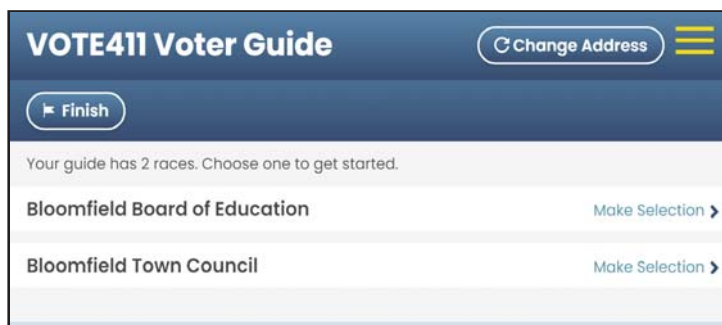 VOTE411 Voter Guide
Change Address
Finish
Your guide has 2 races. Choose one to get started.
Bloomfield Board of Education
Make Selection
Bloomfield Town Council
Make Selection